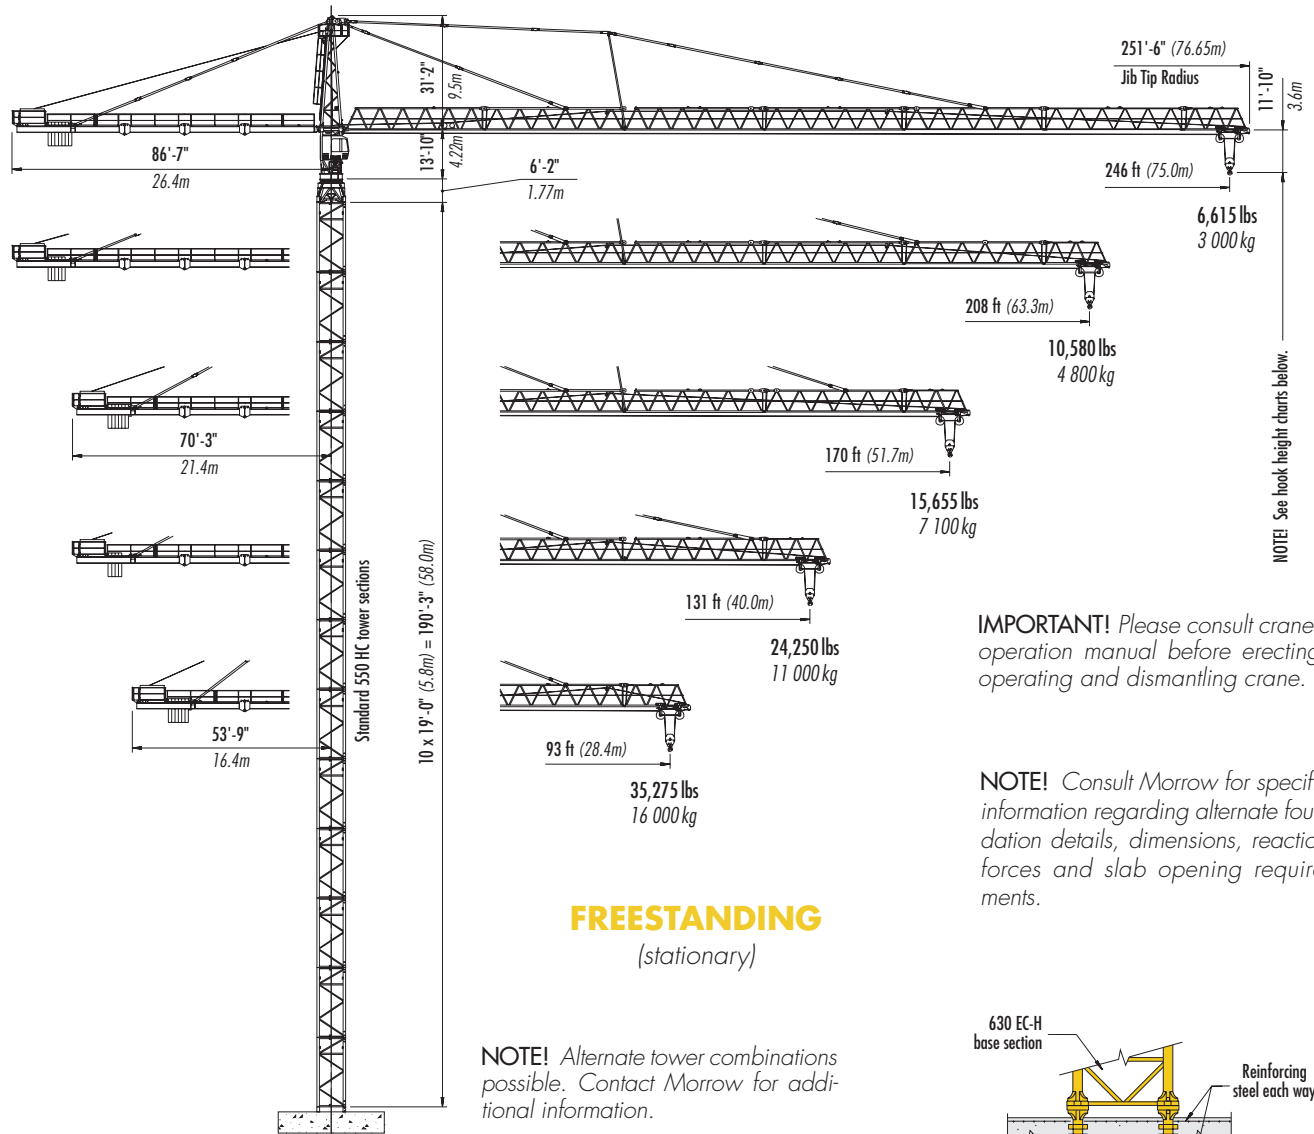 251'-6" (76.65m)
Jib Tip Radius
31'-2"
9.5m
11'-10"
3.6m
13'-10"
4.22m
86'-7"
26.4m
6'-2"
1.77m
246 ft (75.0m)
6,615 lbs
3 000 kg
208 ft (63.3m)
10,580 lbs
4 800 kg
NOTE! See hook height charts below.
70'-3"
21.4m
170 ft (51.7m)
15,655 lbs
7 100 kg
Standard 550 HC tower sections
10 x 19'-0" (5.8m) = 190'-3" (58.0m)
131 ft (40.0m)
24,250 lbs
11 000 kg
IMPORTANT! Please consult crane
operation manual before erecting
operating and dismantling crane.
53'-9"
16.4m
93 ft (28.4m)
35,275 lbs
16 000 kg
NOTE! Consult Morrow for specif
information regarding alternate fou
dation details, dimensions, reactio
forces and slab opening require
ments.
FREESTANDING
(stationary)
NOTE! Alternate tower combinations
possible. Contact Morrow for addi-
tional information.
630 EC-H
base section
Reinforcing
steel each way